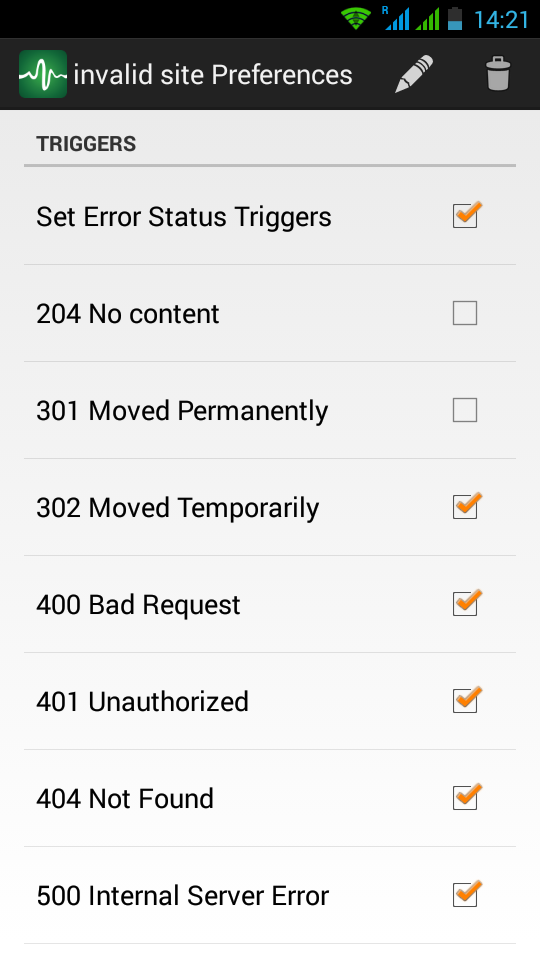 R
14:21
invalid site Preferences
TRIGGERS
Set Error Status Triggers
204 No content
301 Moved Permanently
302 Moved Temporarily
400 Bad Request
401 Unauthorized
404 Not Found
500 Internal Server Error